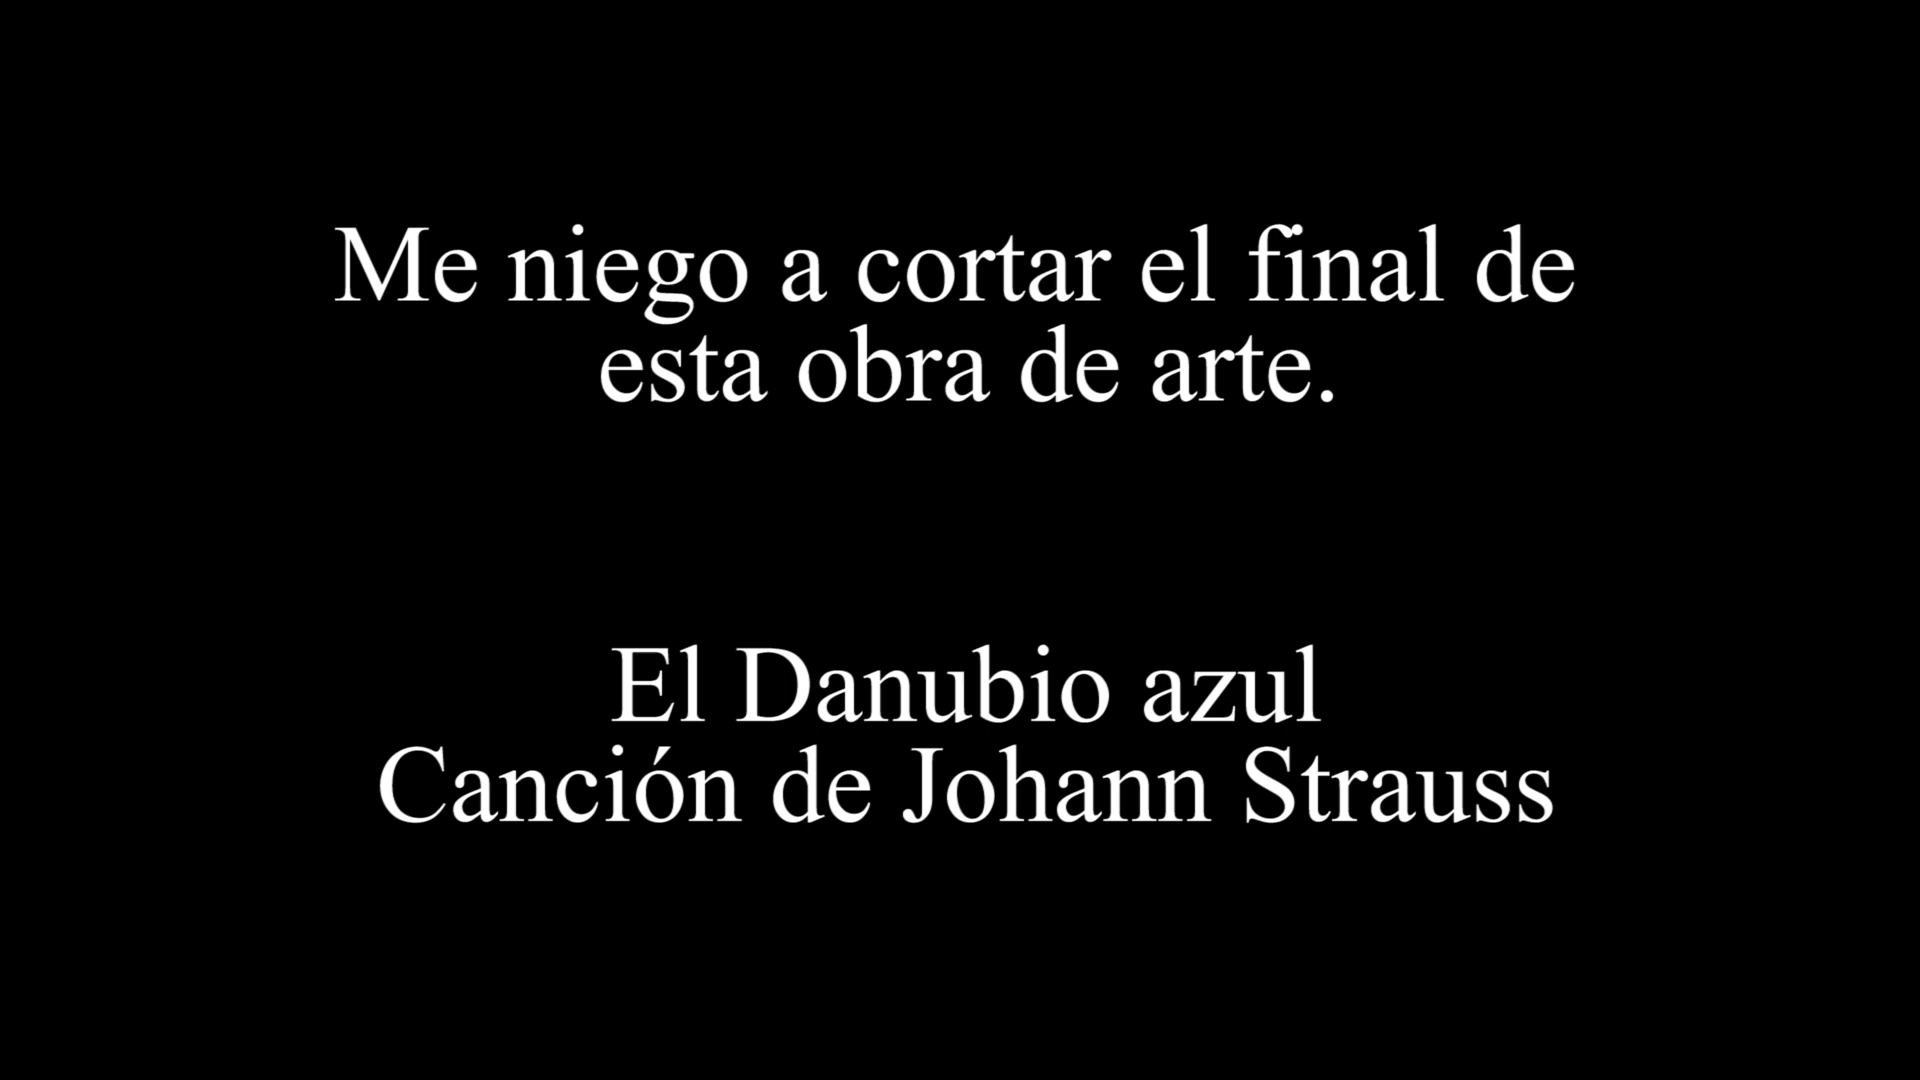 Me niego a cortar el final de
esta obra de arte.
El Danubio azul
Canción de Johann Strauss